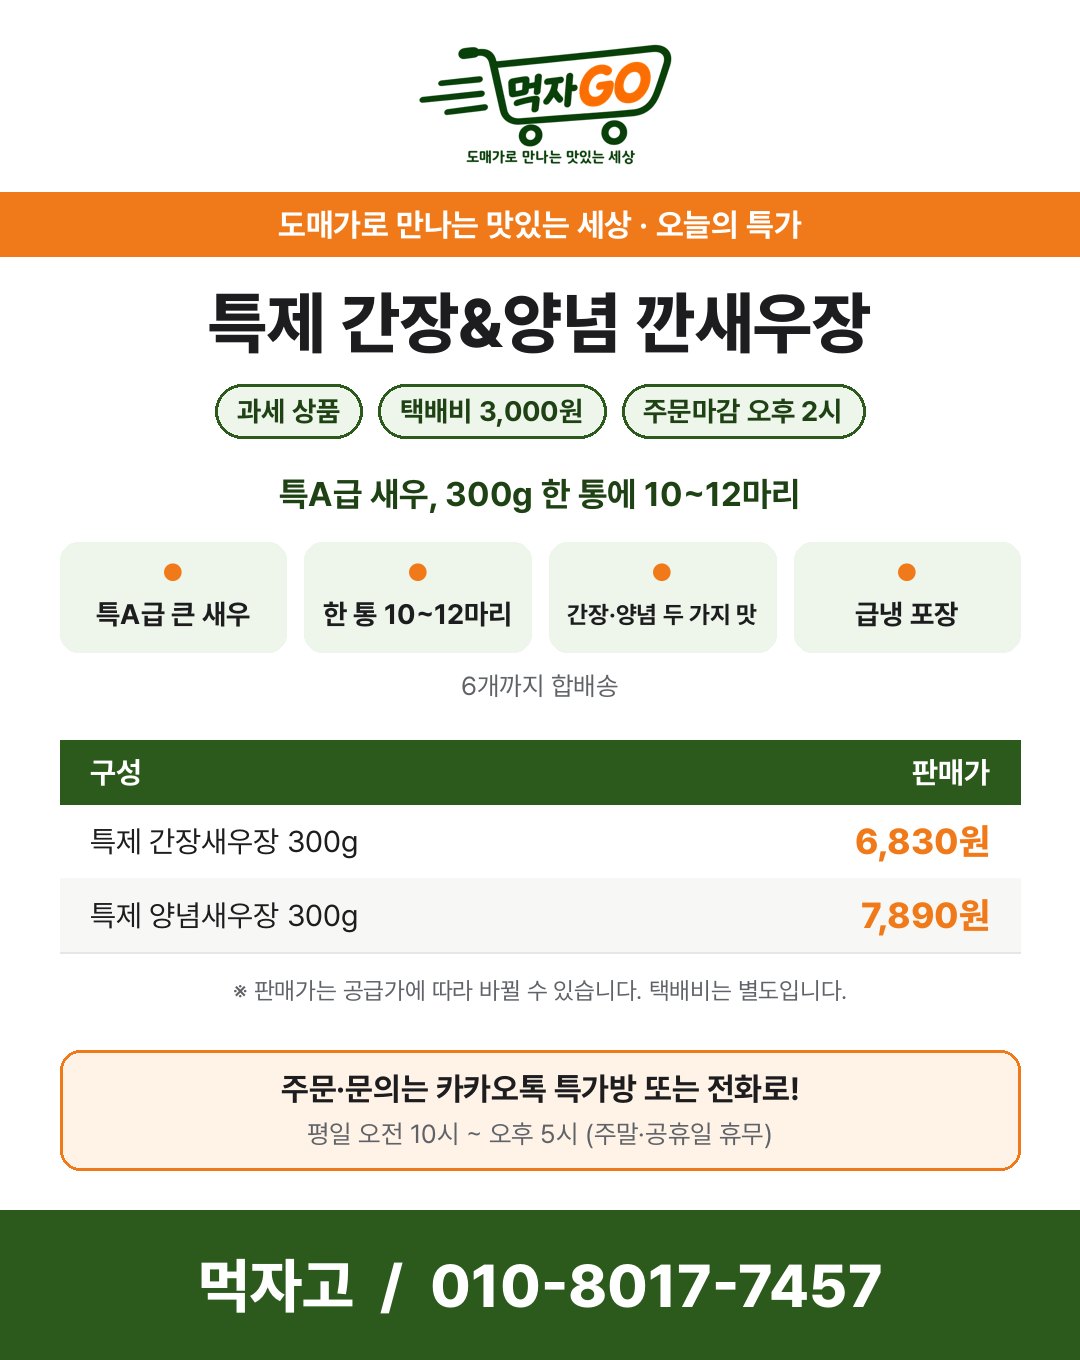 먹자GO
도매가로 만나는 맛있는 세상
도매가로 만나는 맛있는 세상 · 오늘의 특가
특제 간장&양념 깐새우장
과세 상품 택배비 3,000원 주문마감 오후 2시
특A급 새우, 300g 한 통에 10~12마리
특A급 큰 새우 한 통 10~12마리 간장·양념 두 가지 맛 급냉 포장
6개까지 합배송
구성 판매가
특제 간장새우장 300g 6,830원
특제 양념새우장 300g 7,890원
※ 판매가는 공급가에 따라 바뀔 수 있습니다. 택배비는 별도입니다.
주문·문의는 카카오톡 특가방 또는 전화로!
평일 오전 10시 ~ 오후 5시 (주말·공휴일 휴무)
먹자고 / 010-8017-7457